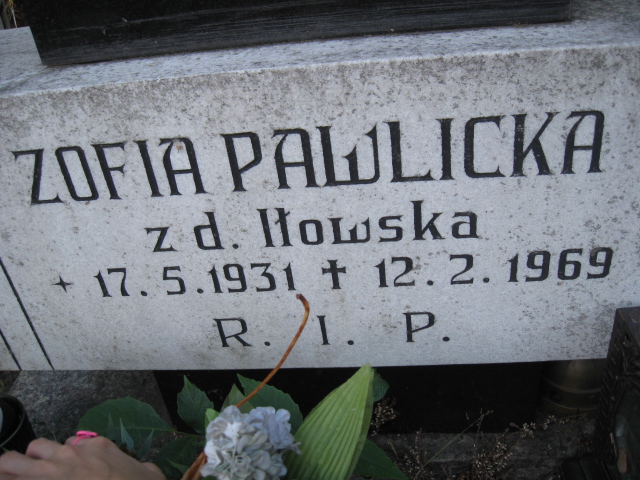 ZOFIA PAWLICKA
z d. Iłowska
+ 17.5.1931 † 12.2.1969
R. I. P.